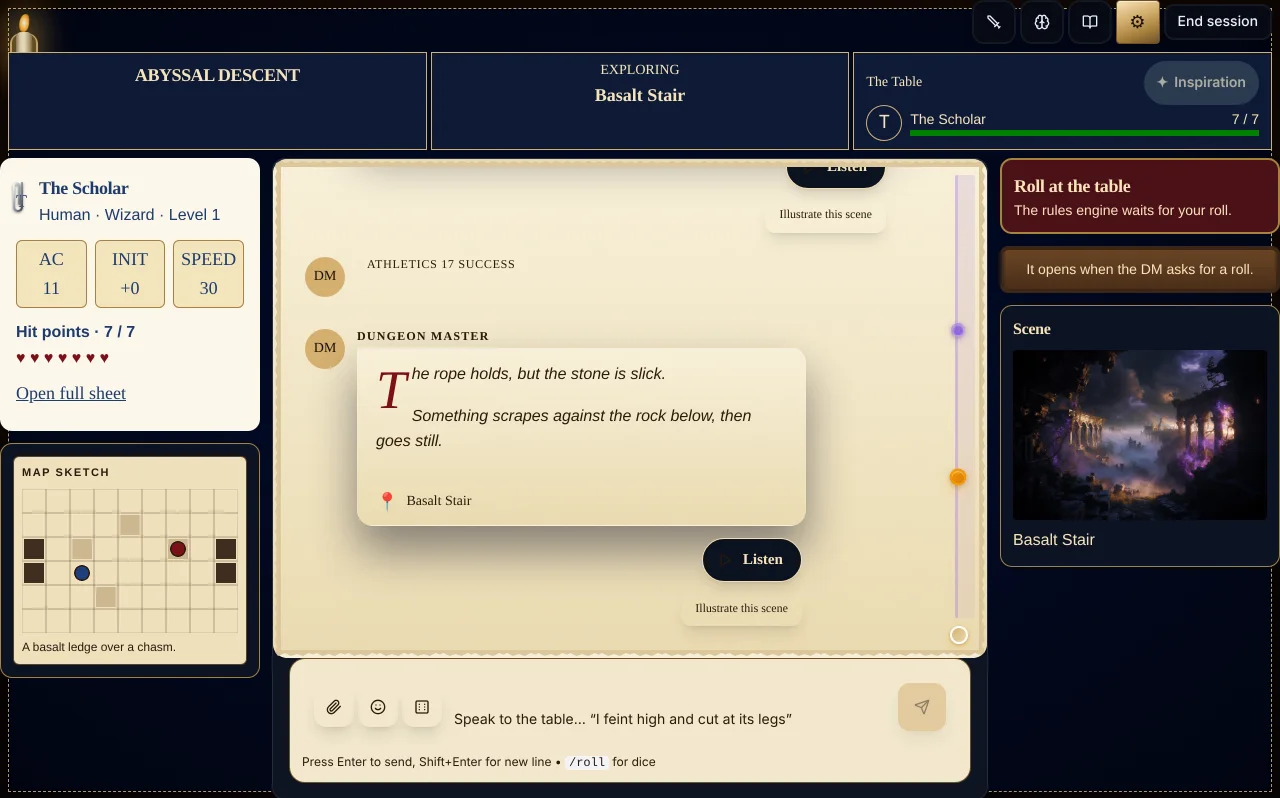 End session
ABYSSAL DESCENT
EXPLORING
Basalt Stair
The Table
✦ Inspiration
T
The Scholar
7 / 7
T
The Scholar
Human · Wizard · Level 1
AC
11
INIT
+0
SPEED
30
Hit points · 7 / 7
♥ ♥ ♥ ♥ ♥ ♥ ♥
Open full sheet
MAP SKETCH
A basalt ledge over a chasm.
Listen
Illustrate this scene
DM
ATHLETICS 17 SUCCESS
DM
DUNGEON MASTER
The rope holds, but the stone is slick.
Something scrapes against the rock below, then
goes still.
📍 Basalt Stair
Listen
Illustrate this scene
Speak to the table... “I feint high and cut at its legs”
Press Enter to send, Shift+Enter for new line • /roll for dice
Roll at the table
The rules engine waits for your roll.
It opens when the DM asks for a roll.
Scene
Basalt Stair